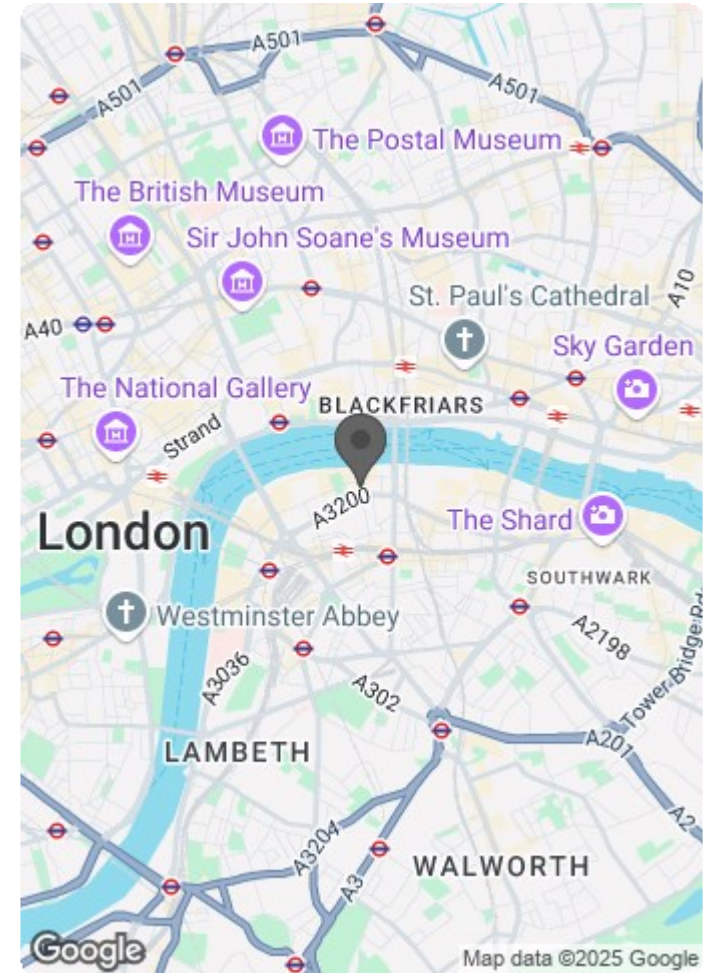 A501
A501
A501
The Postal Museum
The British Museum
Sir John Soane's Museum
A10
St. Paul's Cathedral
A40
Sky Garden
The National Gallery
BLACKFRIARS
Strand
A3200
The Shard
London
SOUTHWARK
Westminster Abbey
A2198
A3036
Tower Bridge Rd
A302
A201
LAMBETH
A2
A3204
A3
WALWORTH
Google
Map data ©2025 Google